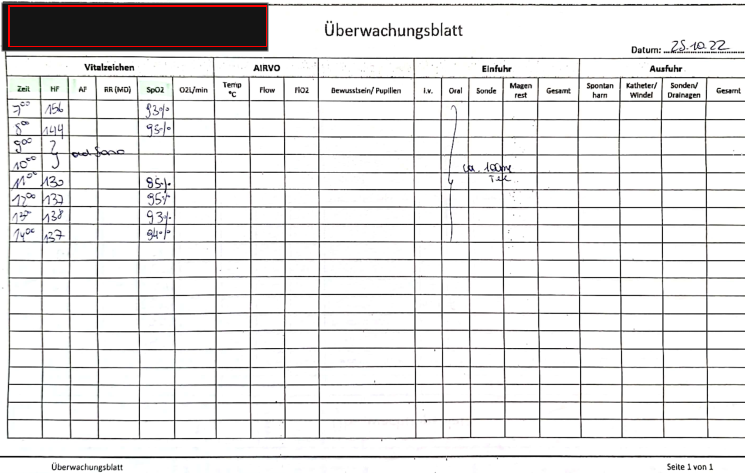 Überwachungsblatt
Datum: 25.10.22
Vitalzeichen AIRVO Einfuhr Ausfuhr
Zeit HF AF RR (MD) SpO2 O2L/min Temp °C Flow FiO2 Bewusstsein/ Pupillen i.v. Oral Sonde Magen rest Gesamt Spontan harn Katheter/ Windel Sonden/ Drainagen Gesamt
7⁰⁰ 156 93%
8⁰⁰ 144 95%
9⁰⁰
10⁰⁰
11⁰⁰ 130 85% ca. 100ml
12⁰⁰ 137 95% Tee
13⁰⁰ 138 93%
14⁰⁰ 137 94%
Überwachungsblatt Seite 1 von 1